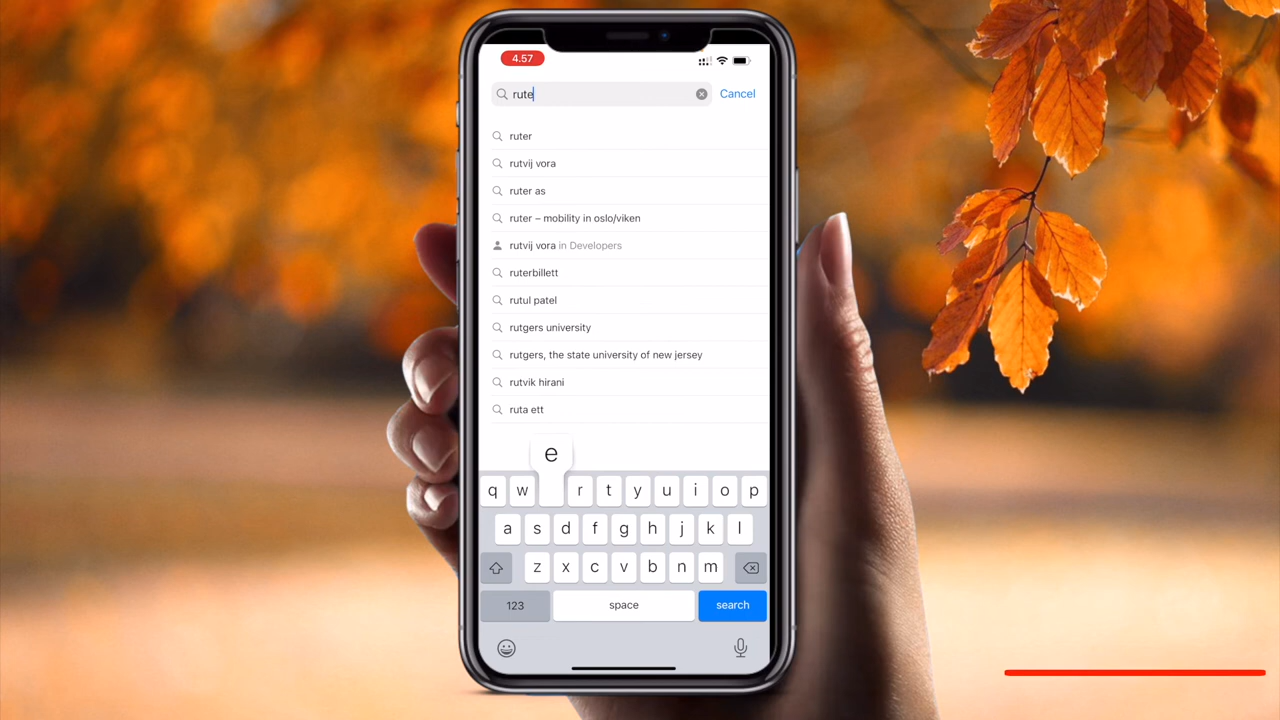 4.57
rute
Cancel
ruter
rutvij vora
ruter as
ruter – mobility in oslo/viken
rutvij vora in Developers
ruterbillett
rutul patel
rutgers university
rutgers, the state university of new jersey
rutvik hirani
ruta ett
e
q w r t y u i o p
a s d f g h j k l
z x c v b n m
123 space search